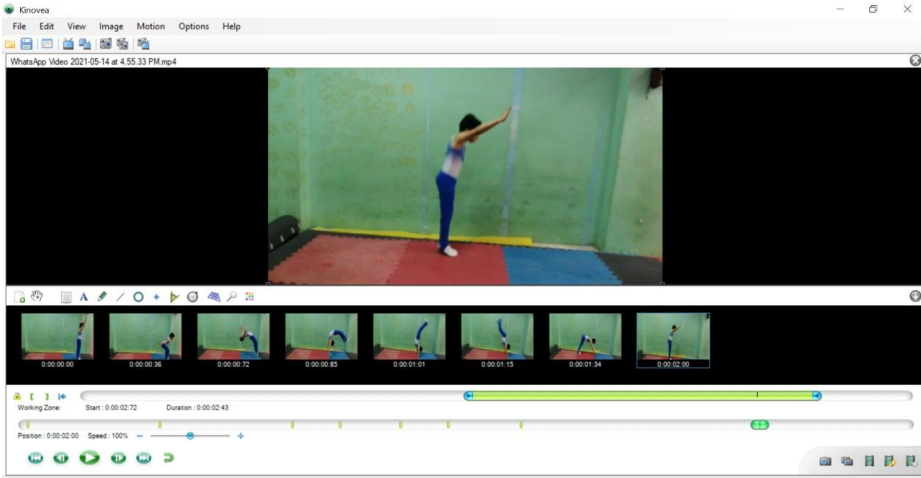 Kinovea
File Edit View Image Motion Options Help
WhatsApp Video 2021-05-14 at 4.55.33 PM.mp4
A
0:00:00:00 0:00:00:36 0:00:00:72 0:00:00:85 0:00:01:01 0:00:01:15 0:00:01:34 0:00:02:00
Working Zone: Start : 0:00:02:72 Duration : 0:00:02:43
Position : 0:00:02:00 Speed : 100%